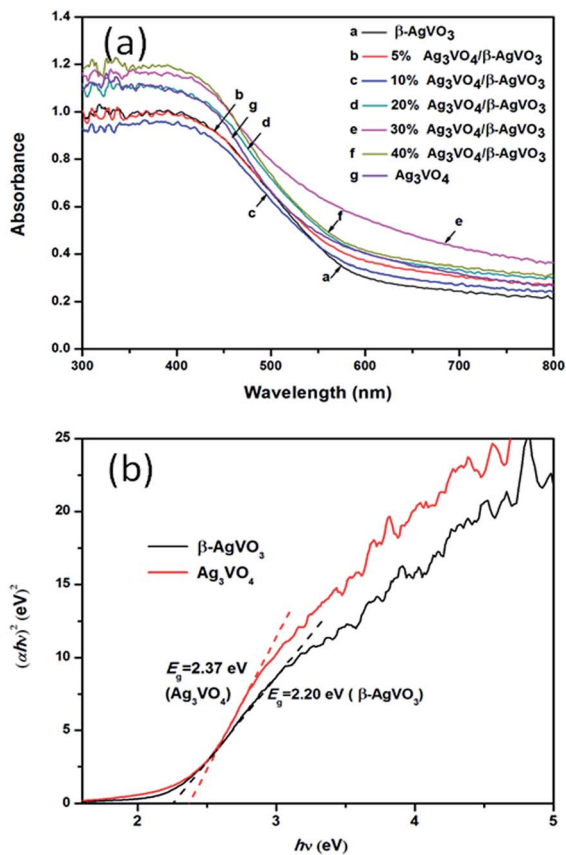 (a)
a β-AgVO₃
b 5% Ag₃VO₄/β-AgVO₃
c 10% Ag₃VO₄/β-AgVO₃
d 20% Ag₃VO₄/β-AgVO₃
e 30% Ag₃VO₄/β-AgVO₃
f 40% Ag₃VO₄/β-AgVO₃
g Ag₃VO₄
1.4
1.2
1.0
0.8
0.6
0.4
0.2
0.0
Absorbance
b
g
d
c
f
e
a
300 400 500 600 700 800
Wavelength (nm)
(b)
25
20
15
10
5
0
(αhν)² (eV)²
β-AgVO₃
Ag₃VO₄
Eg=2.37 eV
(Ag₃VO₄)
Eg=2.20 eV ( β-AgVO₃)
2 3 4 5
hν (eV)